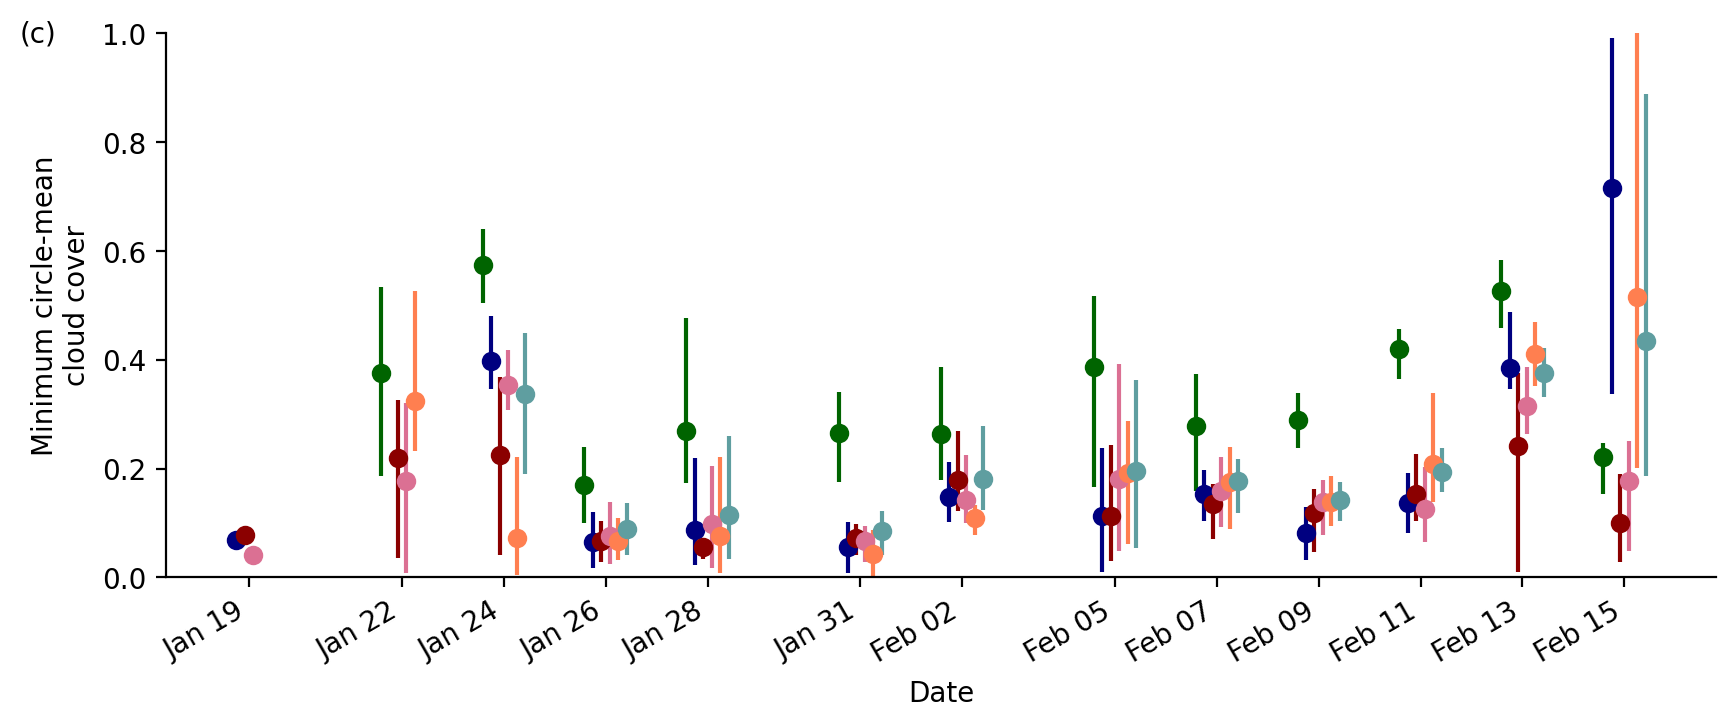 (c)
Minimum circle-mean
cloud cover
1.0
0.8
0.6
0.4
0.2
0.0
Jan 19
Jan 22
Jan 24
Jan 26
Jan 28
Jan 31
Feb 02
Feb 05
Feb 07
Feb 09
Feb 11
Feb 13
Feb 15
Date